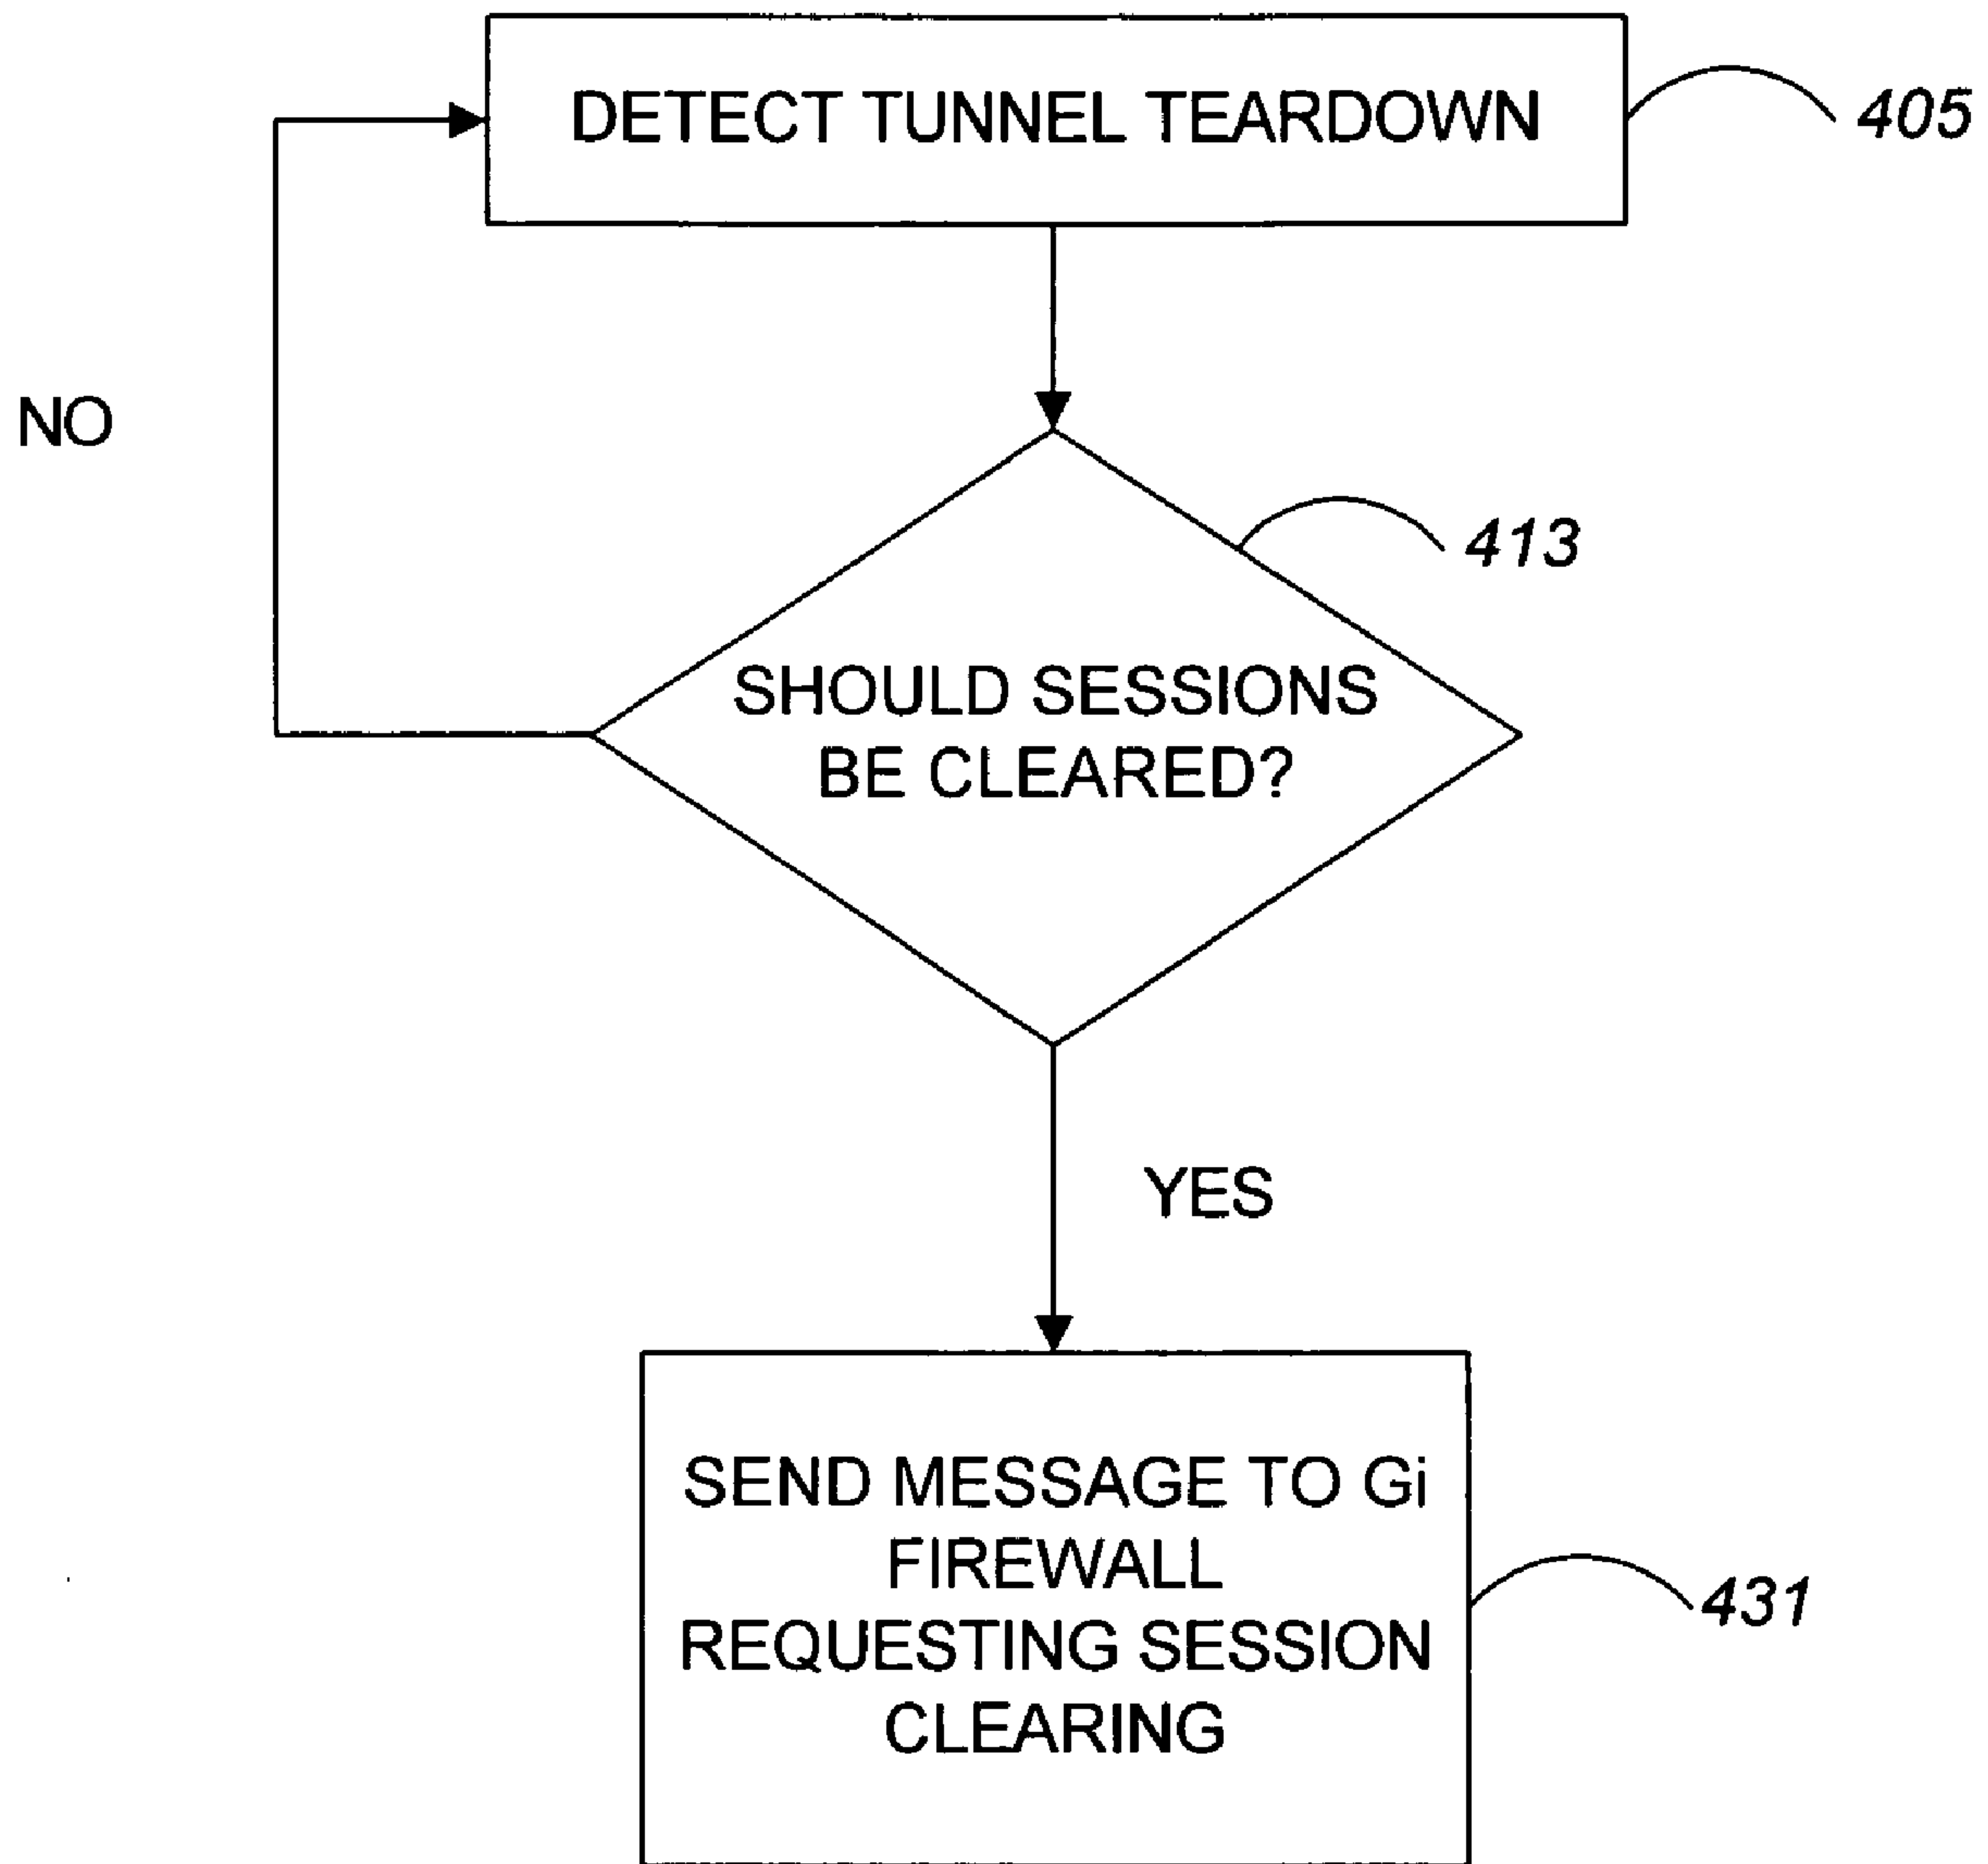 DETECT TUNNEL TEARDOWN
405
NO
413
SHOULD SESSIONS
BE CLEARED?
YES
SEND MESSAGE TO Gi
FIREWALL
REQUESTING SESSION
CLEARING
431